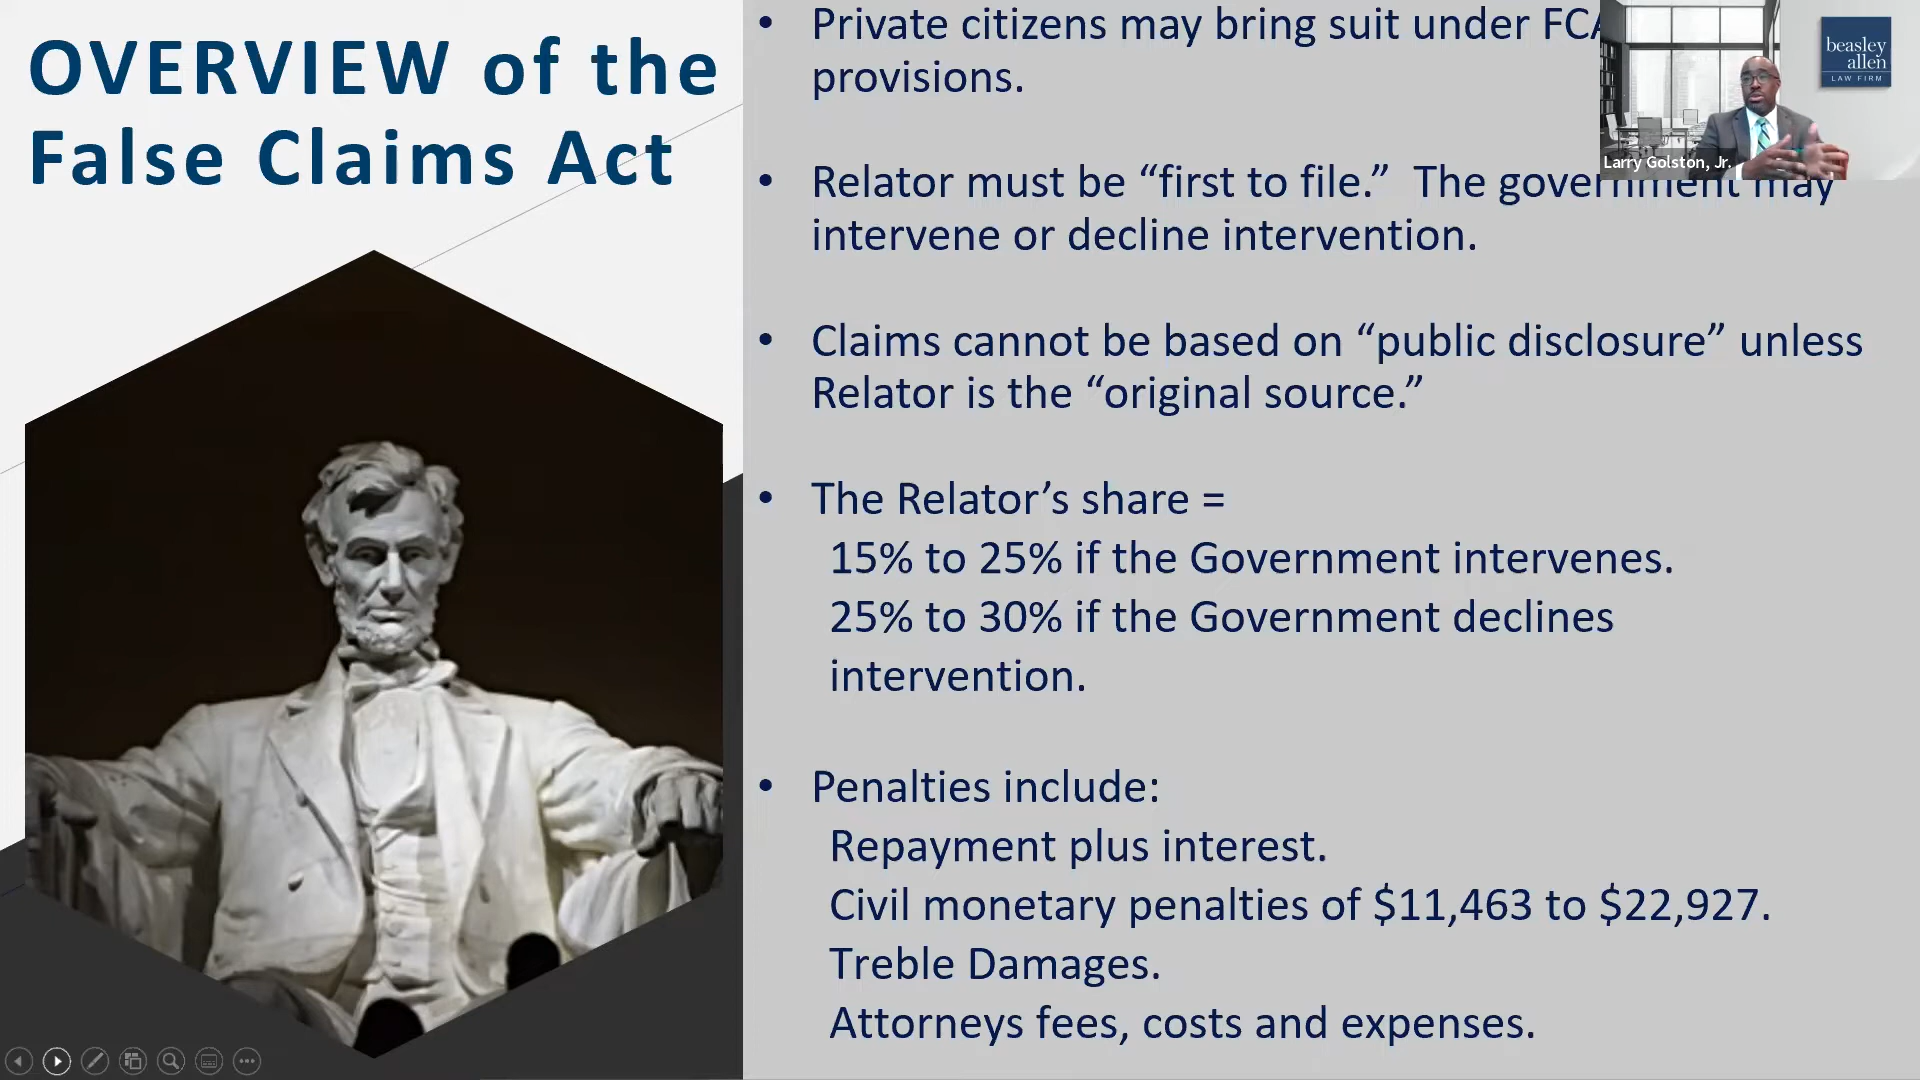 OVERVIEW of the
False Claims Act
• Private citizens may bring suit under
provisions.
• Relator must be “first to file.” The government may
intervene or decline intervention.
• Claims cannot be based on “public disclosure” unless
Relator is the “original source.”
• The Relator’s share =
15% to 25% if the Government intervenes.
25% to 30% if the Government declines
intervention.
• Penalties include:
Repayment plus interest.
Civil monetary penalties of $11,463 to $22,927.
Treble Damages.
Attorneys fees, costs and expenses.
beasley
allen
LAW FIRM
Larry Golston, Jr.